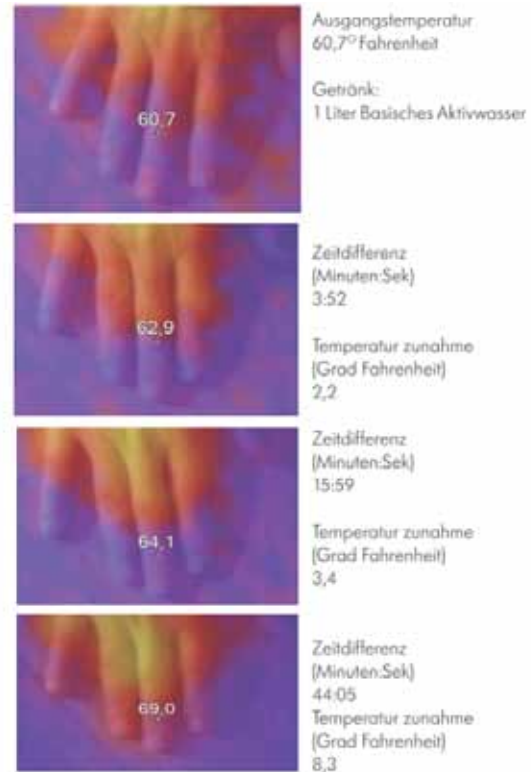 Ausgangstemperatur
60,7° Fahrenheit
Getränk:
1 Liter Basisches Aktivwasser
60,7
Zeitdifferenz
(Minuten:Sek)
3:52
62,9
Temperatur zunahme
(Grad Fahrenheit)
2,2
Zeitdifferenz
(Minuten:Sek)
15:59
64,1
Temperatur zunahme
(Grad Fahrenheit)
3,4
Zeitdifferenz
(Minuten:Sek)
44:05
69,0
Temperatur zunahme
(Grad Fahrenheit)
8,3